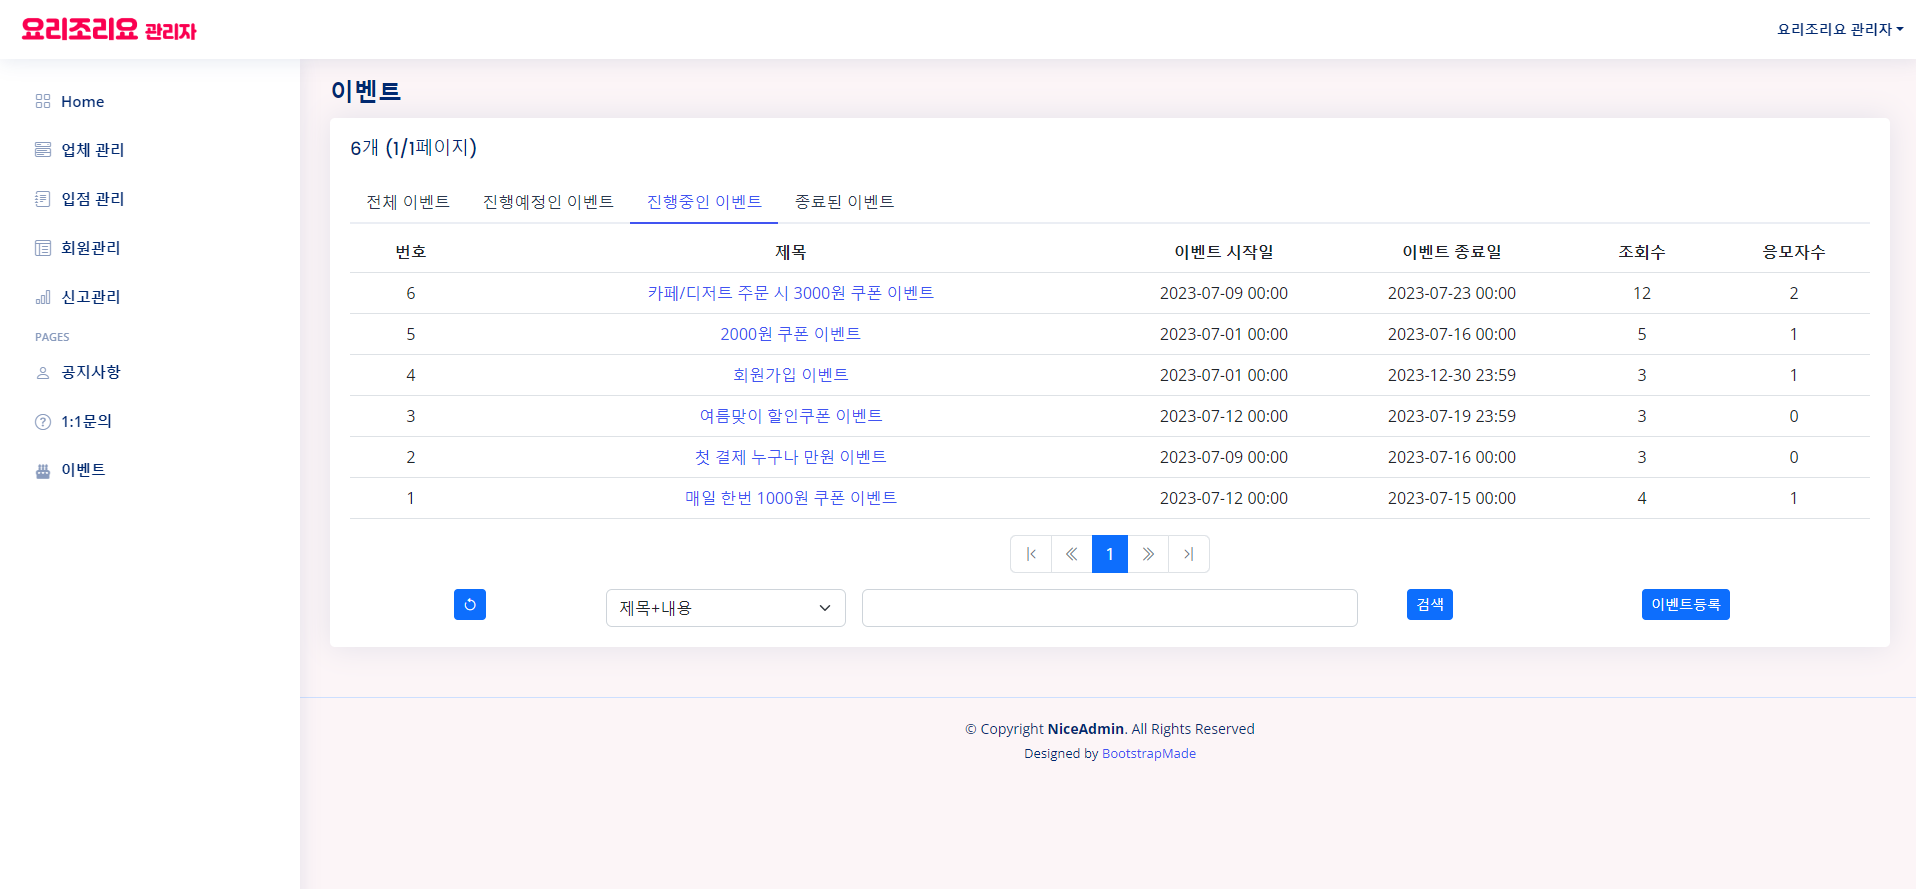 요리조리요 관리자
요리조리요 관리자
Home
업체 관리
입점 관리
회원관리
신고관리
PAGES
공지사항
1:1문의
이벤트
이벤트
6개 (1/1페이지)
전체 이벤트 진행예정인 이벤트 진행중인 이벤트 종료된 이벤트
번호 제목 이벤트 시작일 이벤트 종료일 조회수 응모자수
6 카페/디저트 주문 시 3000원 쿠폰 이벤트 2023-07-09 00:00 2023-07-23 00:00 12 2
5 2000원 쿠폰 이벤트 2023-07-01 00:00 2023-07-16 00:00 5 1
4 회원가입 이벤트 2023-07-01 00:00 2023-12-30 23:59 3 1
3 여름맞이 할인쿠폰 이벤트 2023-07-12 00:00 2023-07-19 23:59 3 0
2 첫 결제 누구나 만원 이벤트 2023-07-09 00:00 2023-07-16 00:00 3 0
1 매일 한번 1000원 쿠폰 이벤트 2023-07-12 00:00 2023-07-15 00:00 4 1
1
제목+내용 검색 이벤트등록
© Copyright NiceAdmin. All Rights Reserved
Designed by BootstrapMade